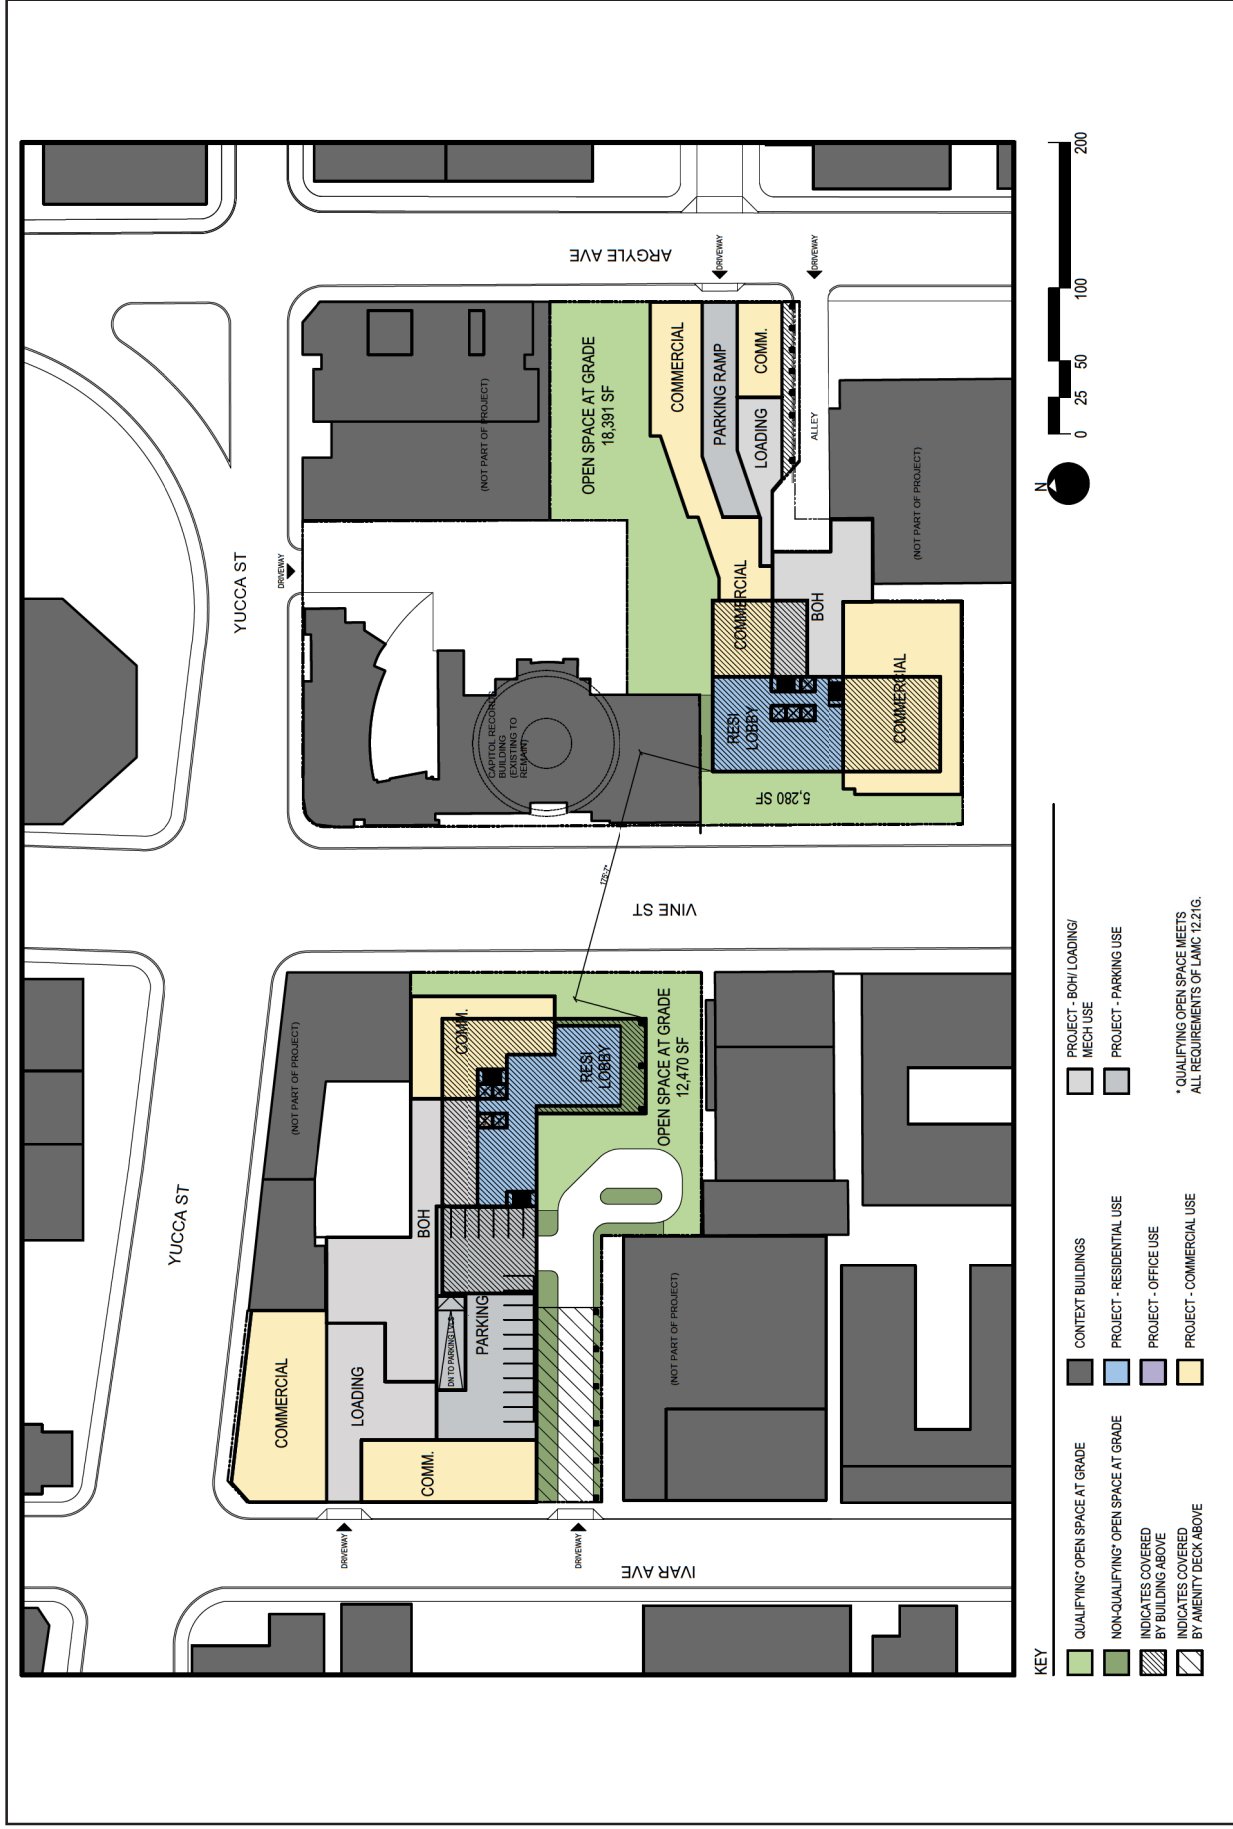 YUCCA ST
YUCCA ST
DRIVEWAY
ARGYLE AVE
VINE ST
IVAR AVE
(NOT PART OF PROJECT)
OPEN SPACE AT GRADE
18,391 SF
COMMERCIAL
PARKING RAMP
COMM.
LOADING
DRIVEWAY
DRIVEWAY
ALLEY
(NOT PART OF PROJECT)
CAPITOL RECORDS
BUILDING
(EXISTING TO
REMAIN)
COMMERCIAL
BOH
RESI
LOBBY
COMMERCIAL
5,280 SF
(NOT PART OF PROJECT)
COMM.
RESI
LOBBY
OPEN SPACE AT GRADE
12,470 SF
BOH
PARKING
DN TO PARKING LVLS
COMMERCIAL
LOADING
COMM.
(NOT PART OF PROJECT)
DRIVEWAY
DRIVEWAY
N
0
25
50
100
200
KEY
QUALIFYING* OPEN SPACE AT GRADE
NON-QUALIFYING* OPEN SPACE AT GRADE
INDICATES COVERED
BY BUILDING ABOVE
INDICATES COVERED
BY AMENITY DECK ABOVE
CONTEXT BUILDINGS
PROJECT - RESIDENTIAL USE
PROJECT - OFFICE USE
PROJECT - COMMERCIAL USE
PROJECT - BOH/ LOADING/
MECH USE
PROJECT - PARKING USE
* QUALIFYING OPEN SPACE MEETS
ALL REQUIREMENTS OF LAMC 12.21G.